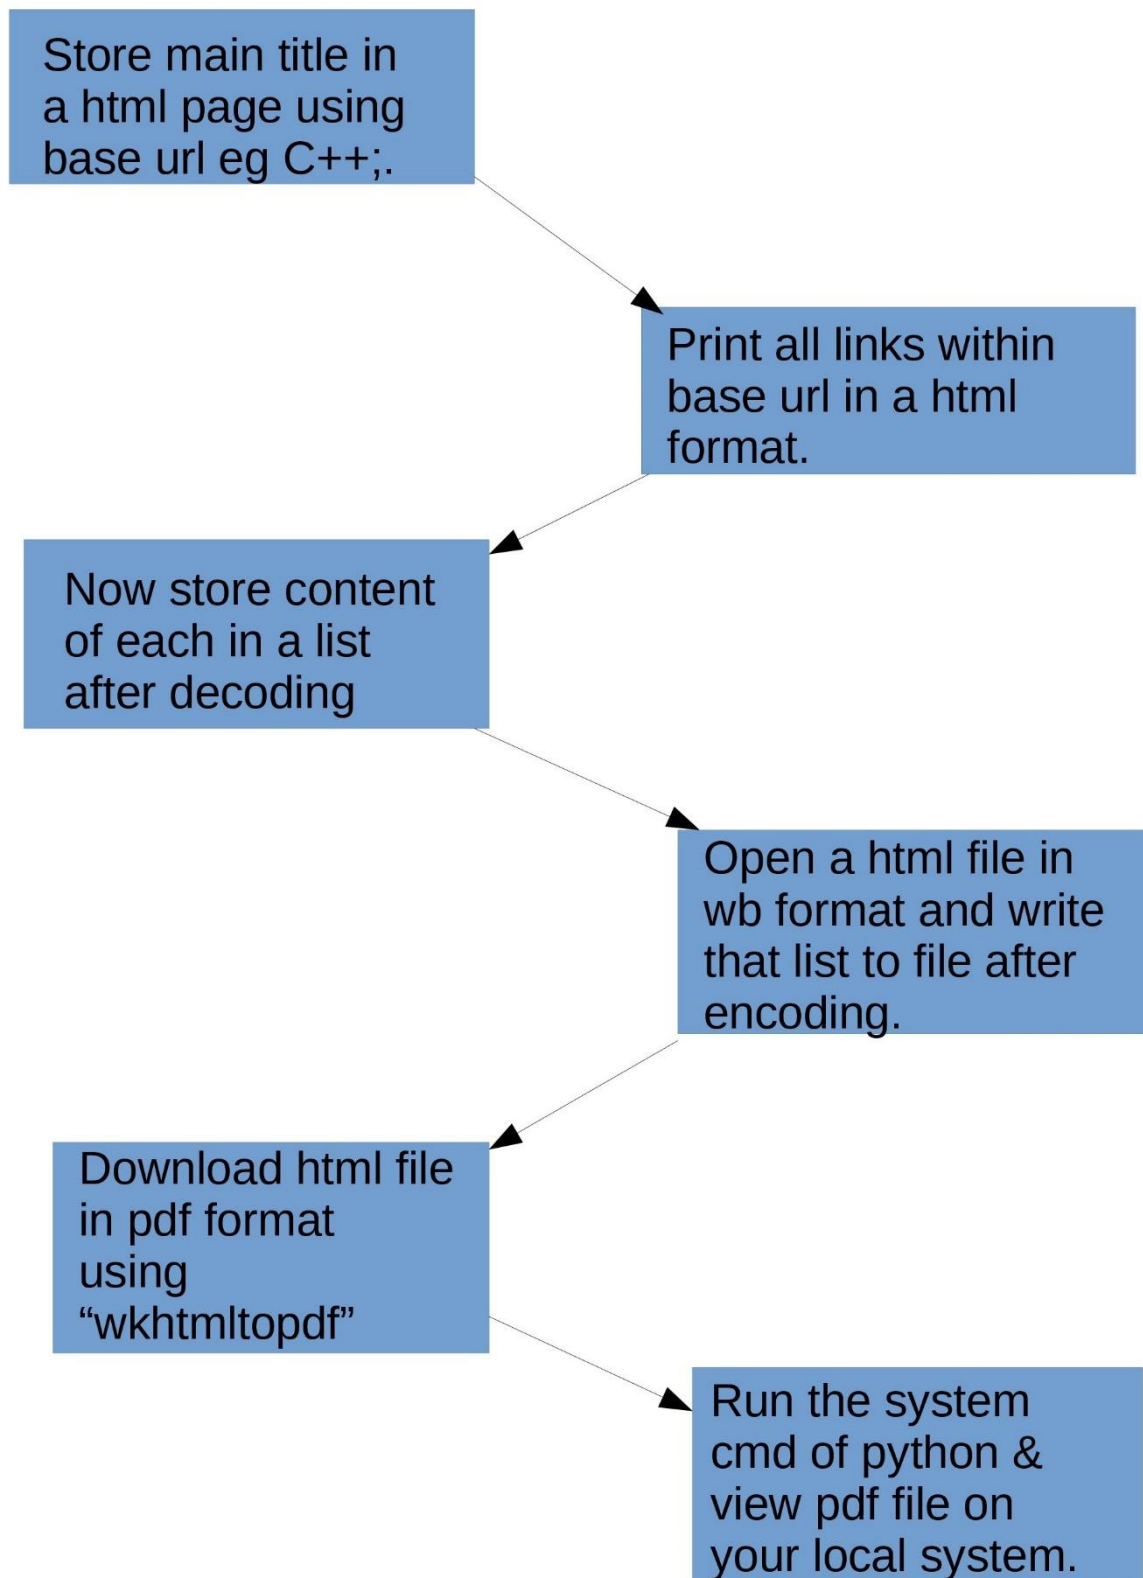 Store main title in
a html page using
base url eg C++;.
Print all links within
base url in a html
format.
Now store content
of each in a list
after decoding
Open a html file in
wb format and write
that list to file after
encoding.
Download html file
in pdf format
using
“wkhtmltopdf”
Run the system
cmd of python &
view pdf file on
your local system.